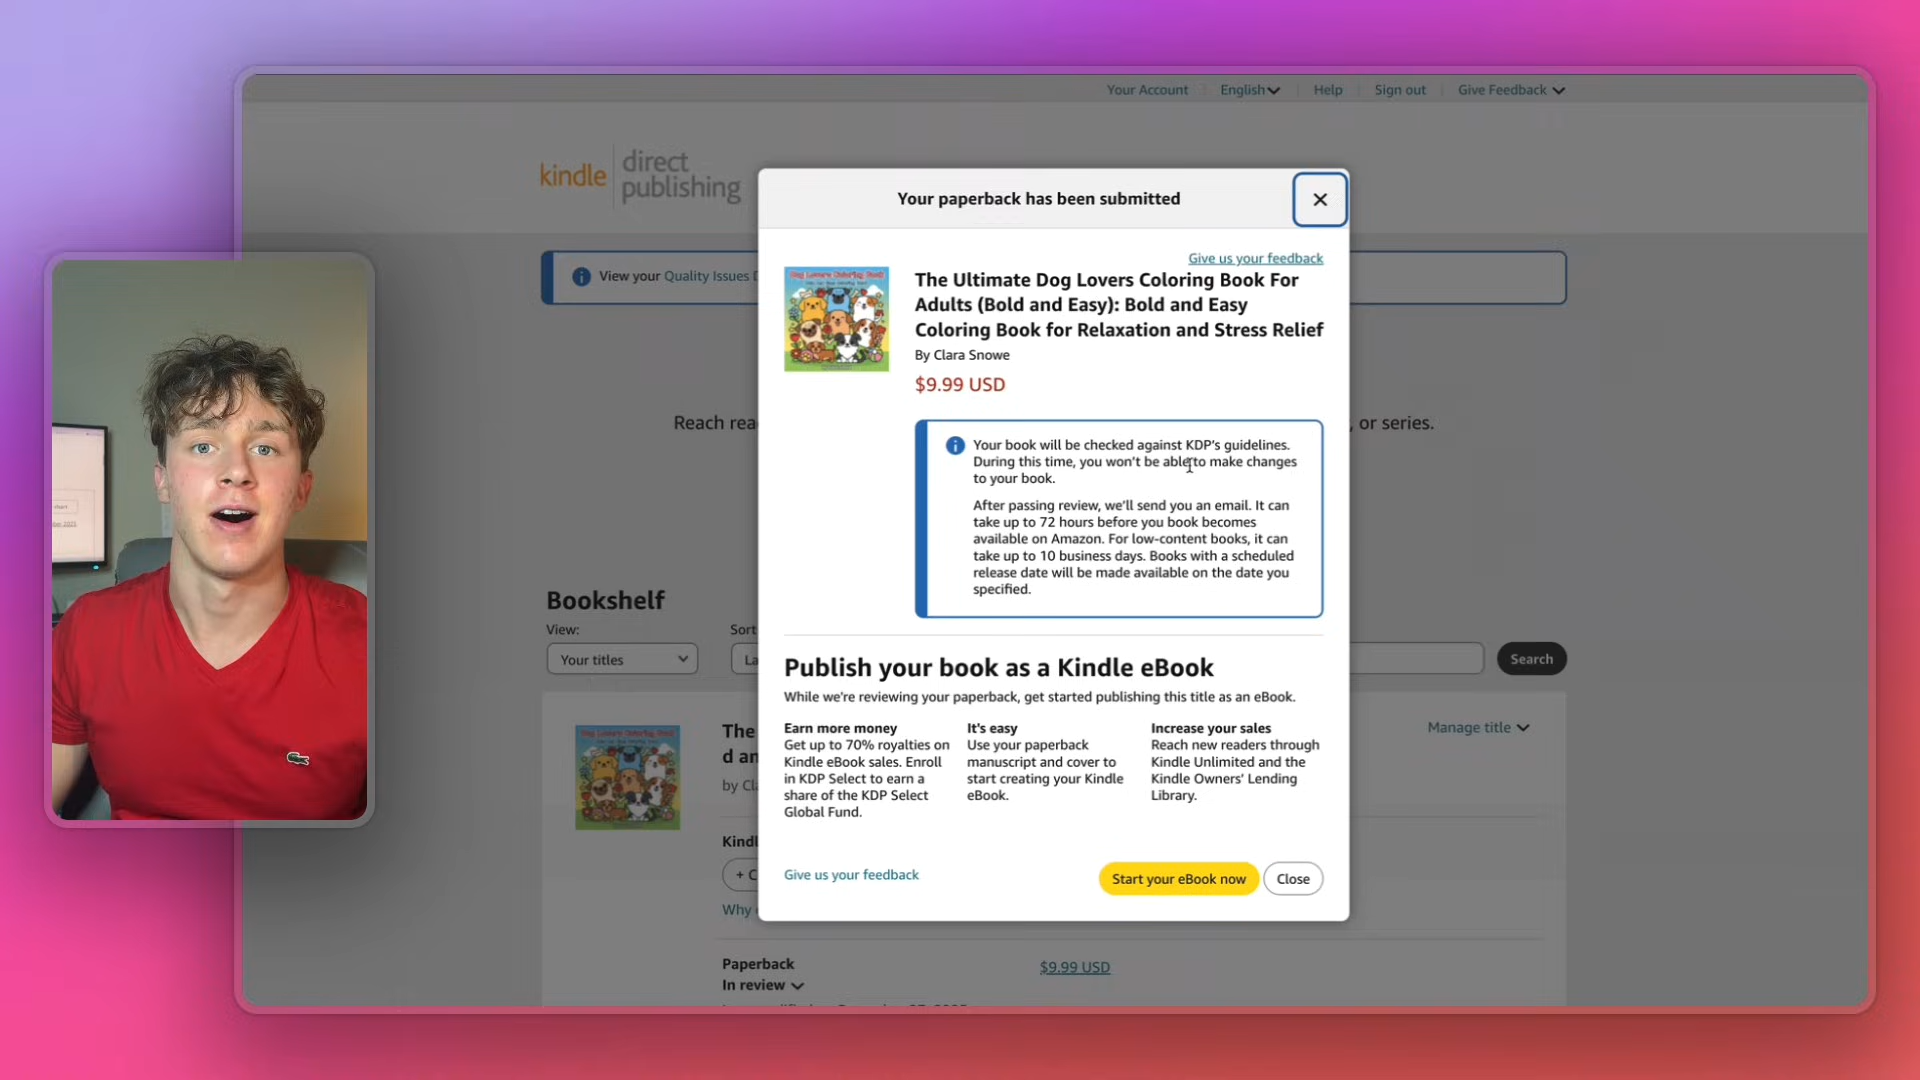 Your Account
English
Help
Sign out
Give Feedback
kindle
direct
publishing
View your Quality Issues
Your paperback has been submitted
Give us your feedback
The Ultimate Dog Lovers Coloring Book For
Adults (Bold and Easy): Bold and Easy
Coloring Book for Relaxation and Stress Relief
By Clara Snowe
$9.99 USD
Your book will be checked against KDP's guidelines.
During this time, you won't be able to make changes
to your book.
After passing review, we'll send you an email. It can
take up to 72 hours before you book becomes
available on Amazon. For low-content books, it can
take up to 10 business days. Books with a scheduled
release date will be made available on the date you
specified.
Reach rea
, or series.
Bookshelf
View:
Your titles
Sort
La
Search
Publish your book as a Kindle eBook
While we're reviewing your paperback, get started publishing this title as an eBook.
Earn more money
Get up to 70% royalties on
Kindle eBook sales. Enroll
in KDP Select to earn a
share of the KDP Select
Global Fund.
It's easy
Use your paperback
manuscript and cover to
start creating your Kindle
eBook.
Increase your sales
Reach new readers through
Kindle Unlimited and the
Kindle Owners' Lending
Library.
Give us your feedback
Start your eBook now
Close
The
d an
by Cla
Manage title
Kindl
+ C
Why
Paperback
In review
$9.99 USD